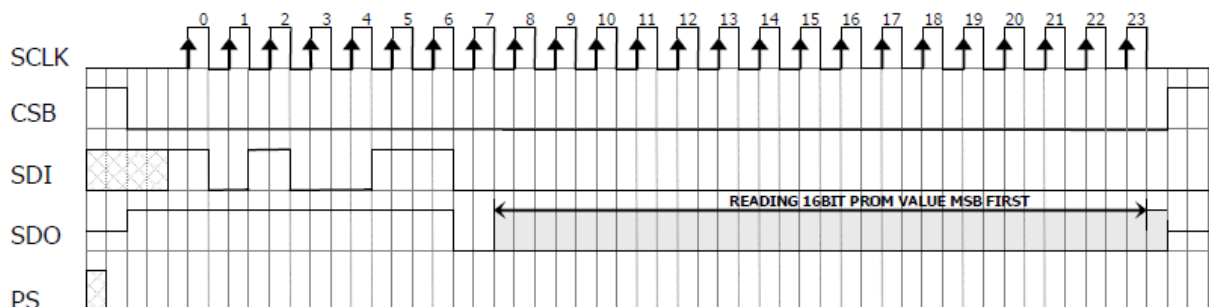 0 1 2 3 4 5 6 7 8 9 10 11 12 13 14 15 16 17 18 19 20 21 22 23
SCLK
CSB
SDI
READING 16BIT PROM VALUE MSB FIRST
SDO
PS